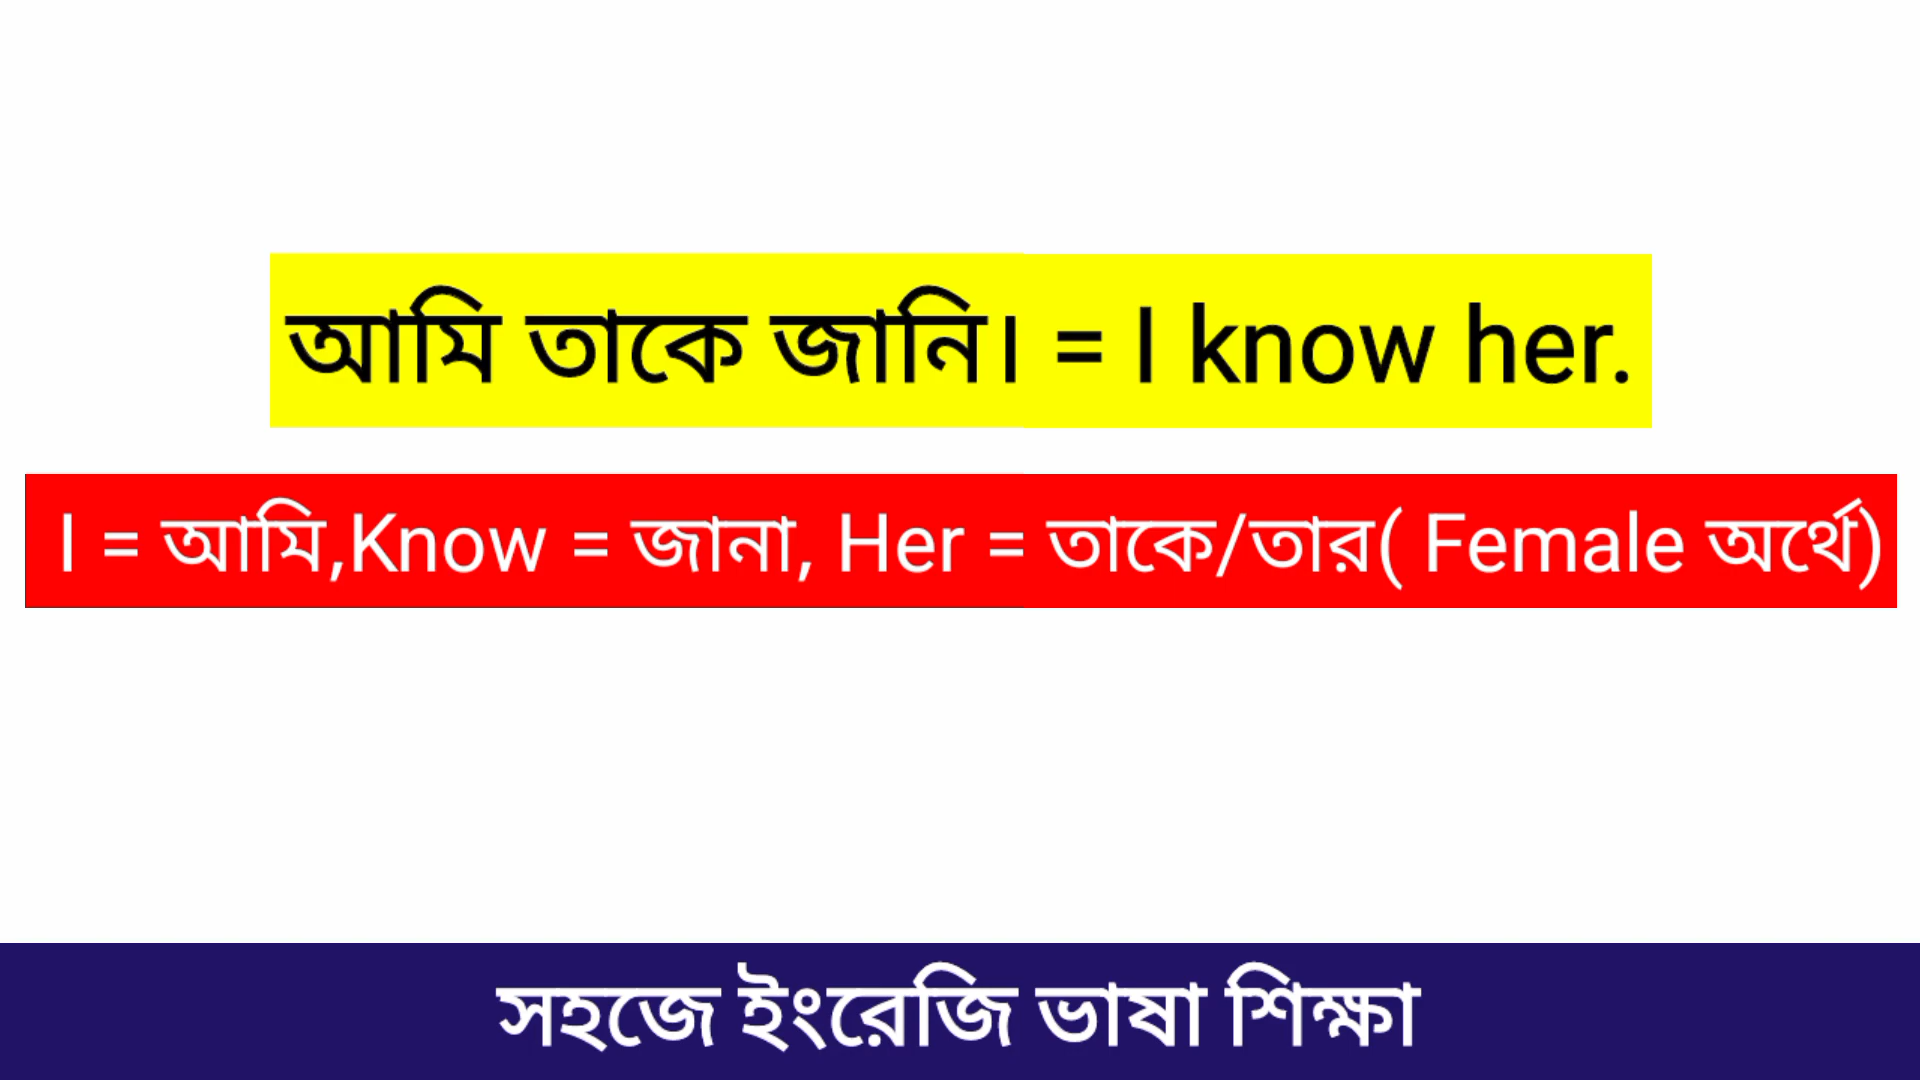 আমি তাকে জানি। = I know her.
I = আমি,Know = জানা, Her = তাকে/তার( Female অর্থে)
সহজে ইংরেজি ভাষা শিক্ষা